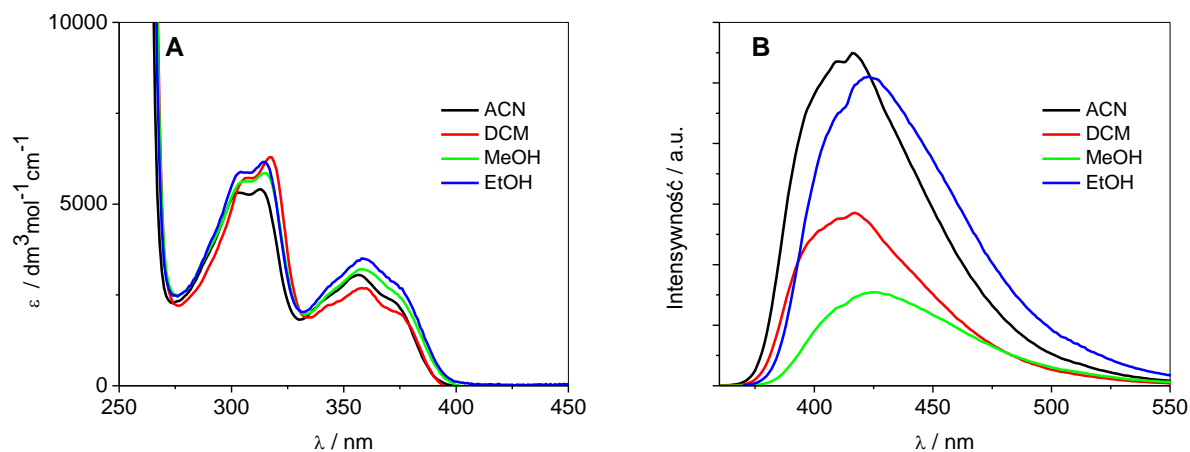 A
10000
5000
0
ε / dm³mol⁻¹cm⁻¹
ACN
DCM
MeOH
EtOH
250 300 350 400 450
λ / nm
B
Intensywność / a.u.
ACN
DCM
MeOH
EtOH
400 450 500 550
λ / nm